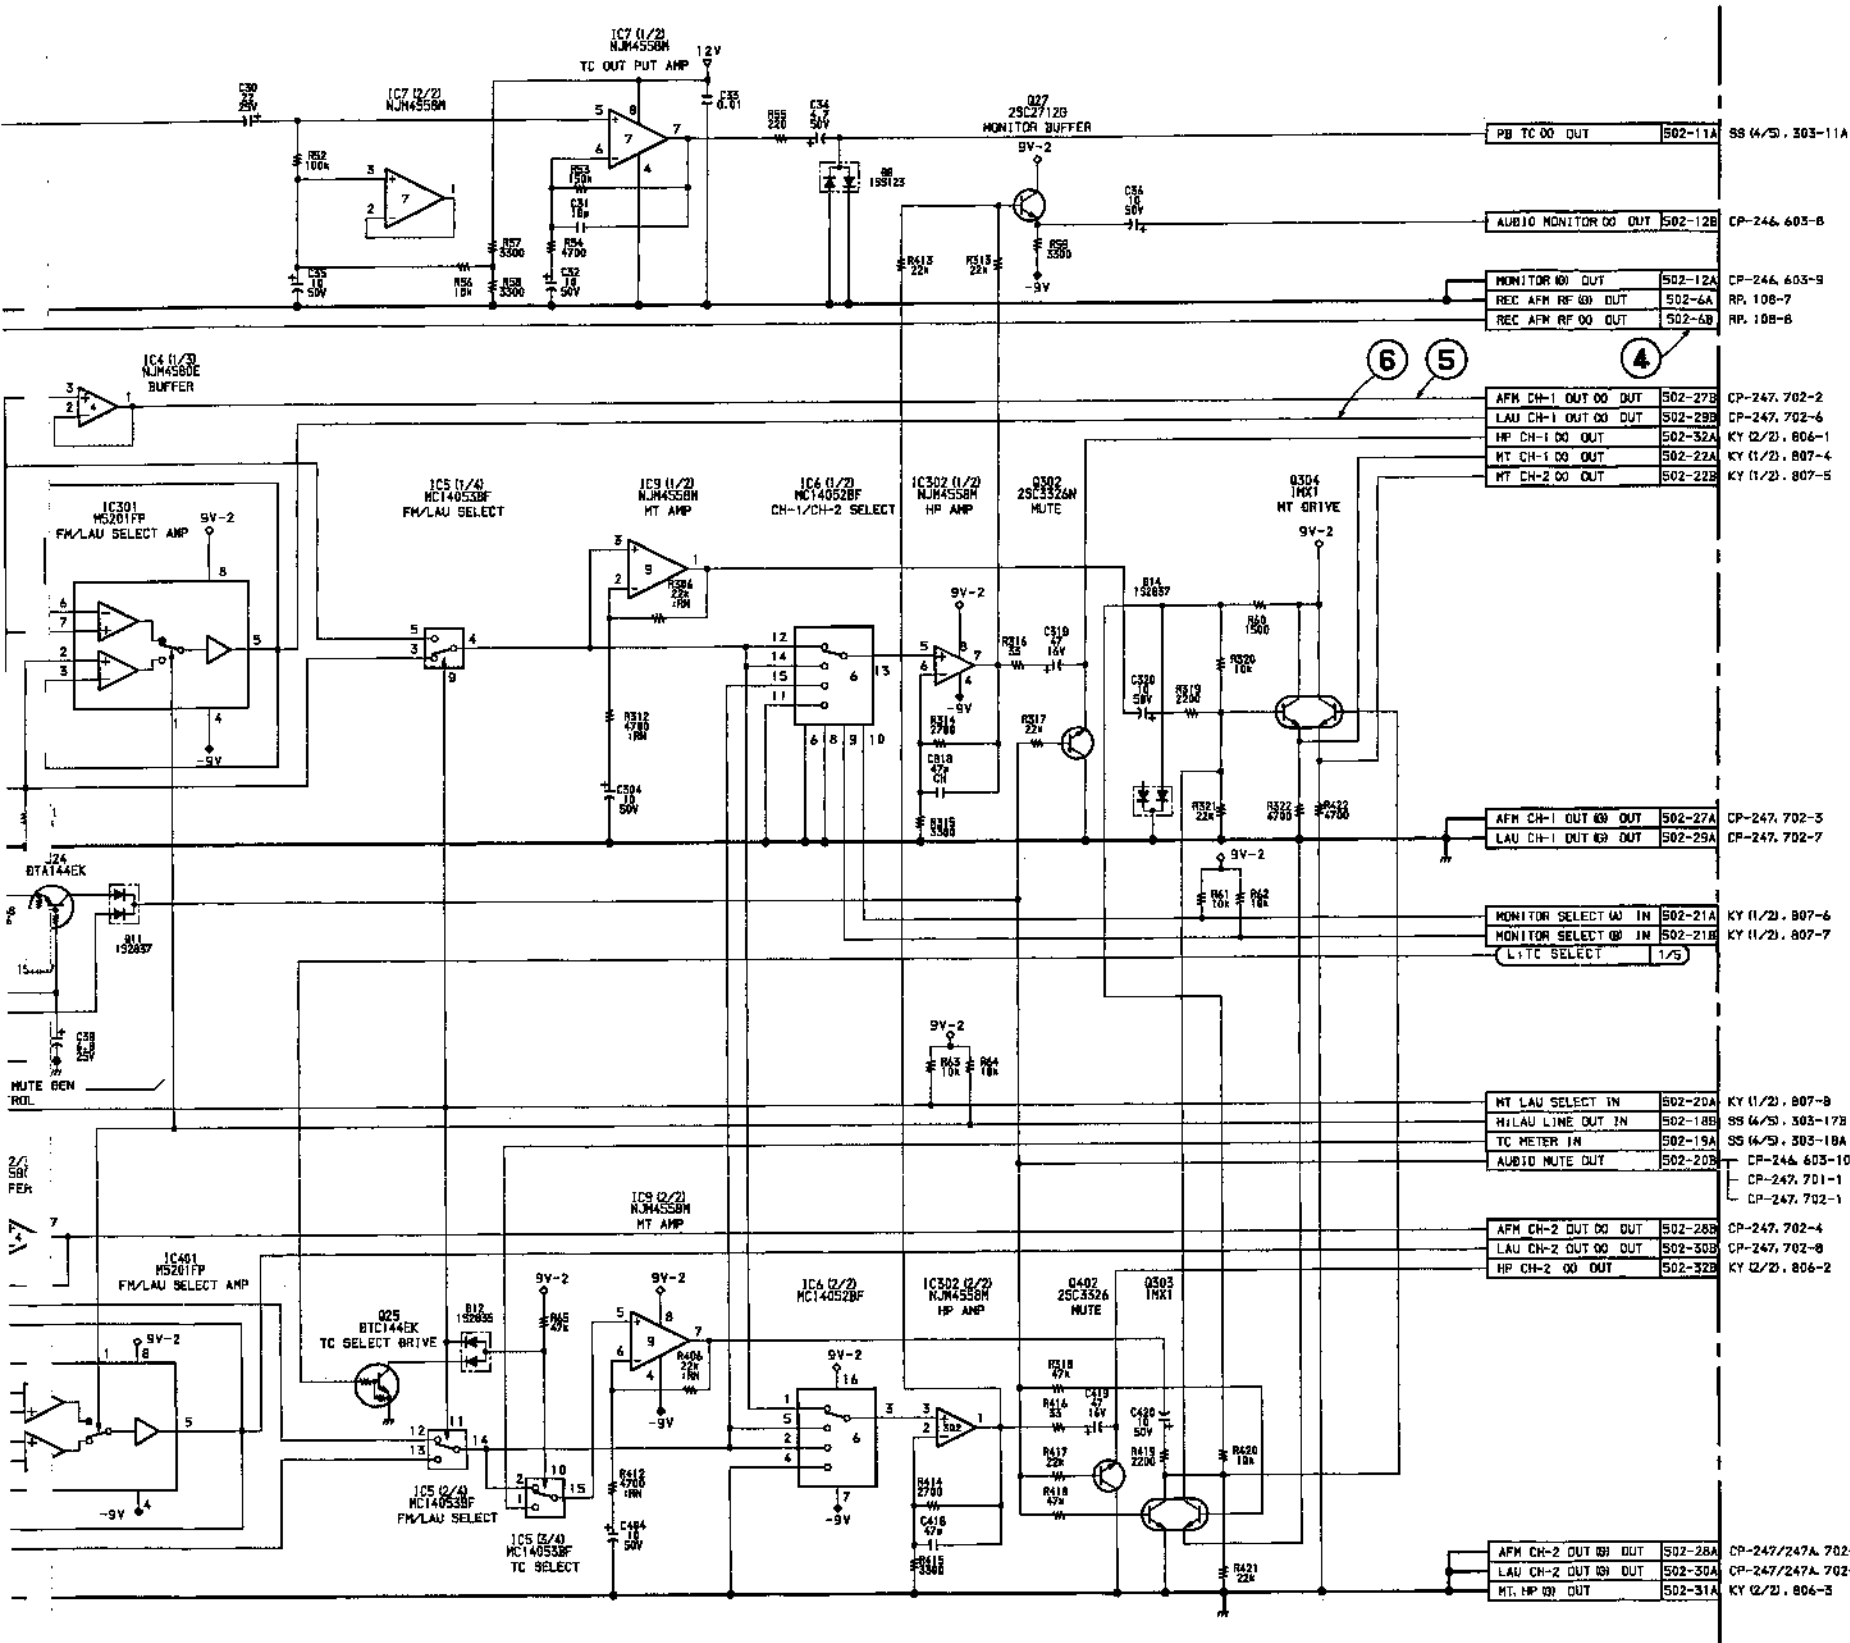 IC7 (1/2)
NJM4558M
TC OUT PUT AMP
12V
C30
22
25V
IC7 (2/2)
NJM4558M
C33
0.01
R55
220
C34
4.7
50V
Q27
2SC2712G
MONITOR BUFFER
9V-2
R52
100k
R53
150k
C31
18p
R54
4700
C32
10
50V
R57
3300
R56
10k
R58
3300
C35
10
50V
1SS123
C36
10
50V
R59
3300
-9V
R413
22k
R313
22k
PB TC (X) OUT 502-11A SS (4/5), 303-11A
AUDIO MONITOR (X) OUT 502-12B CP-246, 603-8
MONITOR (G) OUT 502-12A CP-246, 603-9
REC AFM RF (G) OUT 502-6A RP, 108-7
REC AFM RF (X) OUT 502-6B RP, 108-8
6 5 4
IC4 (1/3)
NJM4580E
BUFFER
AFM CH-1 OUT (X) OUT 502-27B CP-247, 702-2
LAU CH-1 OUT (X) OUT 502-29B CP-247, 702-6
HP CH-1 (X) OUT 502-32A KY (2/2), 806-1
MT CH-1 (X) OUT 502-22A KY (1/2), 807-4
MT CH-2 (X) OUT 502-22B KY (1/2), 807-5
IC301
M5201FP
FM/LAU SELECT AMP
9V-2
-9V
IC5 (1/4)
MC14053BF
FM/LAU SELECT
IC9 (1/2)
NJM4558M
MT AMP
IC6 (1/2)
MC14052BF
CH-1/CH-2 SELECT
IC302 (1/2)
NJM4558M
HP AMP
Q302
2SC3326N
MUTE
Q304
IMX1
MT DRIVE
9V-2
R306
22k
:RN
R312
4700
:RN
C304
10
50V
9V-2
-9V
R316
33
C319
47
16V
R314
2700
C318
47p
CH
R315
3300
R317
22k
D14
1S2837
R60
1500
R320
10k
C320
10
50V
R319
2200
R321
22k
R322
4700
R422
4700
AFM CH-1 OUT (G) OUT 502-27A CP-247, 702-3
LAU CH-1 OUT (G) OUT 502-29A CP-247, 702-7
DTA144EK
D11
1S2837
9V-2
R61
10k
R62
10k
MONITOR SELECT (A) IN 502-21A KY (1/2), 807-6
MONITOR SELECT (B) IN 502-21B KY (1/2), 807-7
L:TC SELECT 1/5
MUTE GEN
9V-2
R63
10k
R64
10k
MT LAU SELECT IN 502-20A KY (1/2), 807-8
H:LAU LINE OUT IN 502-18B SS (4/5), 303-17B
TC METER IN 502-19A SS (4/5), 303-18A
AUDIO MUTE OUT 502-20B CP-246, 603-10
CP-247, 701-1
CP-247, 702-1
IC9 (2/2)
NJM4558M
MT AMP
AFM CH-2 OUT (X) OUT 502-28B CP-247, 702-4
LAU CH-2 OUT (X) OUT 502-30B CP-247, 702-8
HP CH-2 (X) OUT 502-32B KY (2/2), 806-2
IC401
M5201FP
FM/LAU SELECT AMP
9V-2
-9V
Q25
DTC144EK
TC SELECT DRIVE
D12
1S2835
9V-2
R65
47k
9V-2
-9V
R406
22k
:RN
R412
4700
:RN
C404
10
50V
IC5 (2/4)
MC14053BF
FM/LAU SELECT
IC5 (3/4)
MC14053BF
TC SELECT
IC6 (2/2)
MC14052BF
9V-2
-9V
IC302 (2/2)
NJM4558M
HP AMP
Q402
2SC3326
MUTE
Q303
IMX1
R318
47k
R416
33
C419
47
16V
R417
22k
R418
47k
C420
10
50V
R419
2200
R420
10k
R414
2700
C418
47p
R415
3300
R421
22k
AFM CH-2 OUT (G) OUT 502-28A CP-247/247A, 702-
LAU CH-2 OUT (G) OUT 502-30A CP-247/247A, 702-
MT, HP (G) OUT 502-31A KY (2/2), 806-3